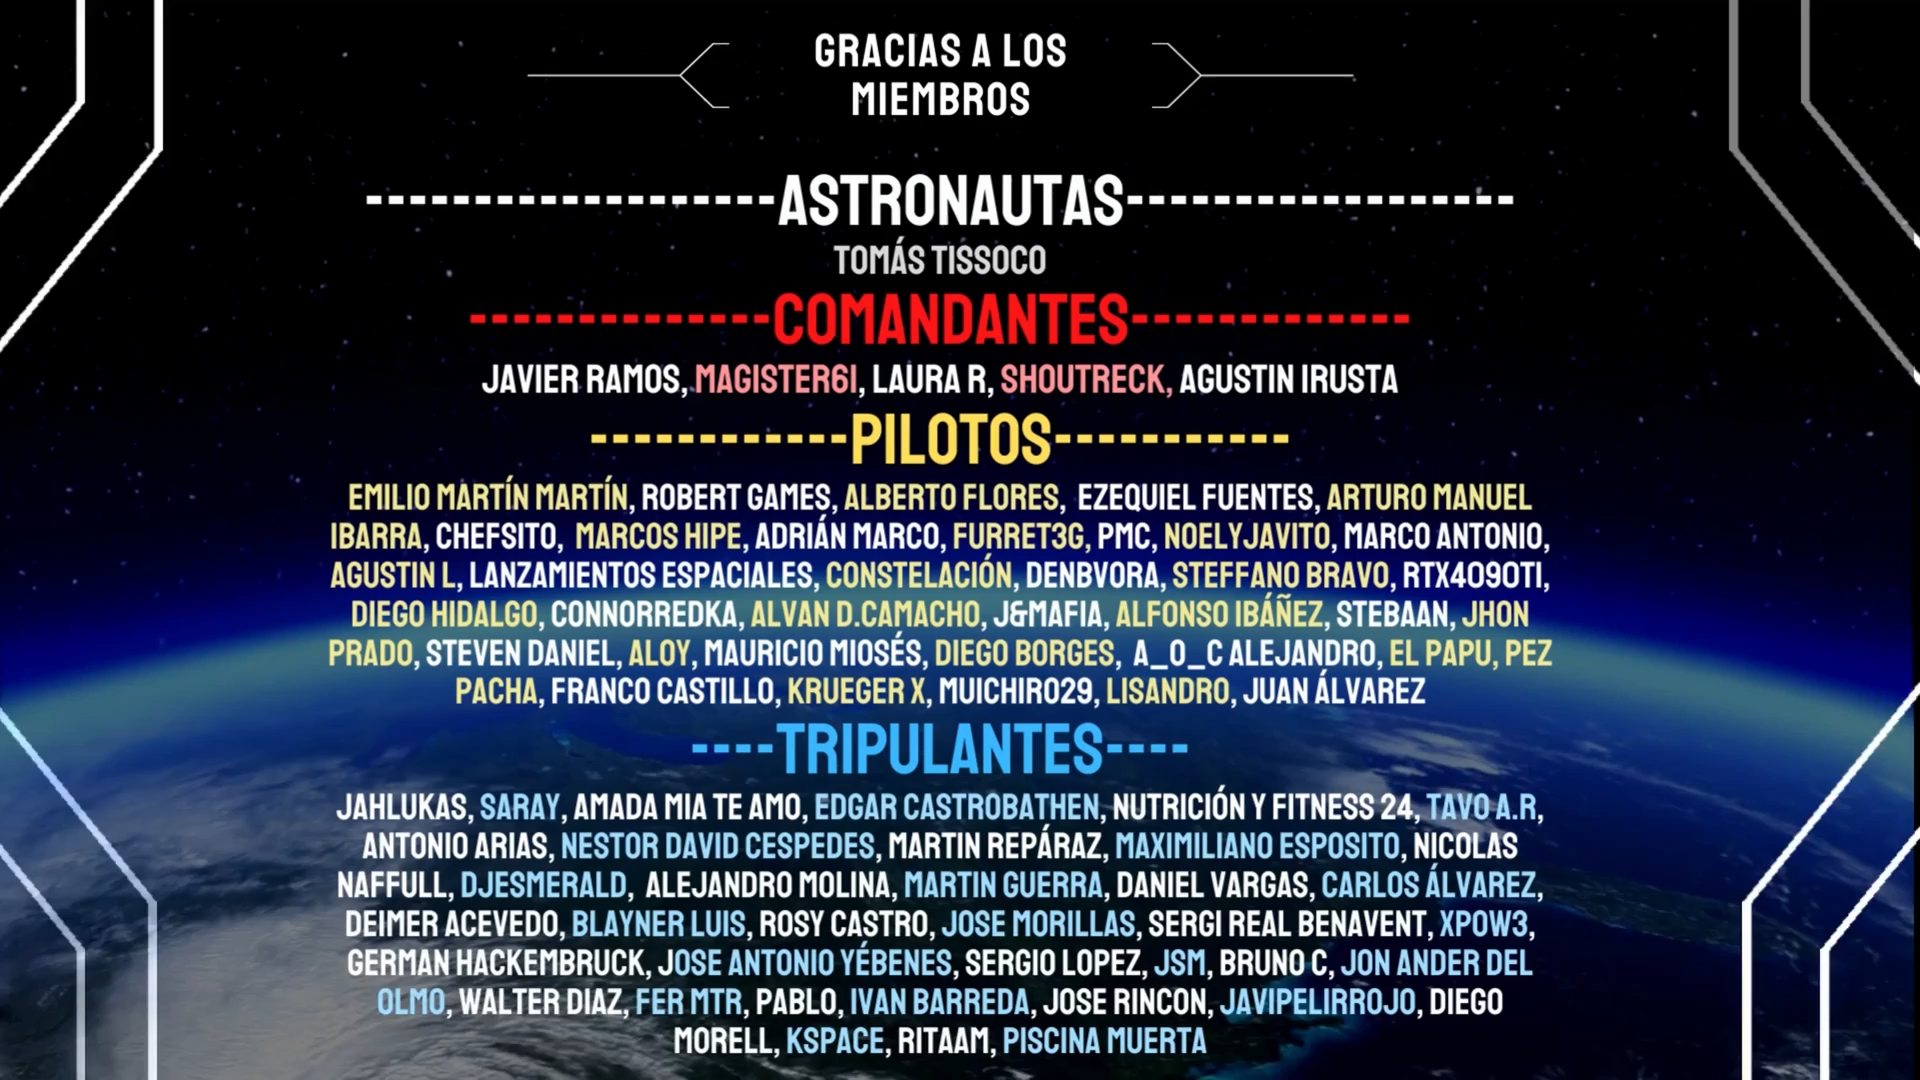 GRACIAS A LOS
MIEMBROS
------------------ASTRONAUTAS-----------------
TOMÁS TISSOCO
--------------COMANDANTES-------------
JAVIER RAMOS, MAGISTER61, LAURA R, SHOUTRECK, AGUSTIN IRUSTA
------------PILOTOS-----------
EMILIO MARTÍN MARTÍN, ROBERT GAMES, ALBERTO FLORES, EZEQUIEL FUENTES, ARTURO MANUEL
IBARRA, CHEFSITO, MARCOS HIPE, ADRIÁN MARCO, FURRET3G, PMC, NOELYJAVITO, MARCO ANTONIO,
AGUSTIN L, LANZAMIENTOS ESPACIALES, CONSTELACIÓN, DENBVORA, STEFFANO BRAVO, RTX4090TI,
DIEGO HIDALGO, CONNORREDKA, ALVAN D.CAMACHO, J&MAFIA, ALFONSO IBÁÑEZ, STEBAAN, JHON
PRADO, STEVEN DANIEL, ALOY, MAURICIO MIOSÉS, DIEGO BORGES, A_O_C ALEJANDRO, EL PAPU, PEZ
PACHA, FRANCO CASTILLO, KRUEGER X, MUICHIRO29, LISANDRO, JUAN ÁLVAREZ
----TRIPULANTES----
JAHLUKAS, SARAY, AMADA MIA TE AMO, EDGAR CASTROBATHEN, NUTRICIÓN Y FITNESS 24, TAVO A.R,
ANTONIO ARIAS, NESTOR DAVID CESPEDES, MARTIN REPÁRAZ, MAXIMILIANO ESPOSITO, NICOLAS
NAFFULL, DJESMERALD, ALEJANDRO MOLINA, MARTIN GUERRA, DANIEL VARGAS, CARLOS ÁLVAREZ,
DEIMER ACEVEDO, BLAYNER LUIS, ROSY CASTRO, JOSE MORILLAS, SERGI REAL BENAVENT, XPOW3,
GERMAN HACKEMBRUCK, JOSE ANTONIO YÉBENES, SERGIO LOPEZ, JSM, BRUNO C, JON ANDER DEL
OLMO, WALTER DIAZ, FER MTR, PABLO, IVAN BARREDA, JOSE RINCON, JAVIPELIRROJO, DIEGO
MORELL, KSPACE, RITAAM, PISCINA MUERTA